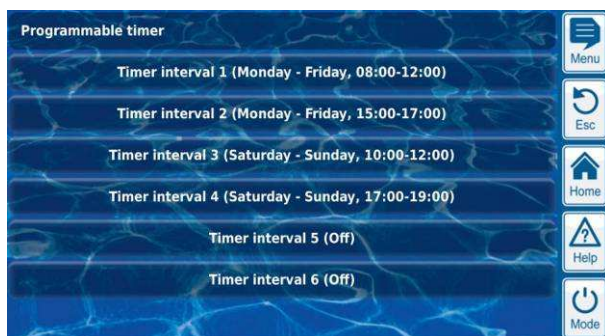 Programmable timer
Timer interval 1 (Monday - Friday, 08:00-12:00)
Timer interval 2 (Monday - Friday, 15:00-17:00)
Timer interval 3 (Saturday - Sunday, 10:00-12:00)
Timer interval 4 (Saturday - Sunday, 17:00-19:00)
Timer interval 5 (Off)
Timer interval 6 (Off)
Menu
Esc
Home
?
Help
Mode